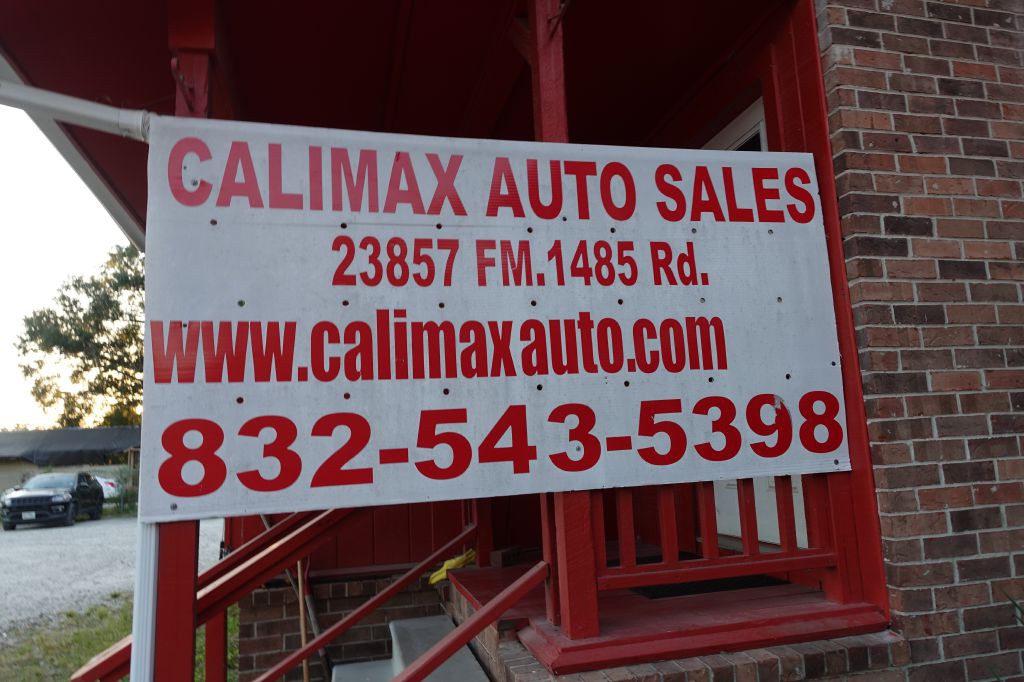 CALIMAX AUTO SALES
23857 FM.1485 Rd.
www.calimaxauto.com
832-543-5398